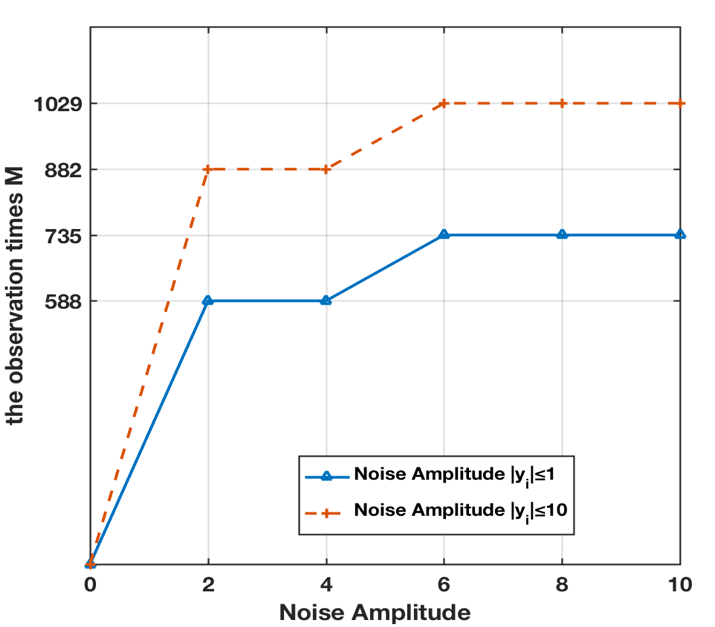 the observation times M
1029
882
735
588
Noise Amplitude |yi|≤1
Noise Amplitude |yi|≤10
0 2 4 6 8 10
Noise Amplitude